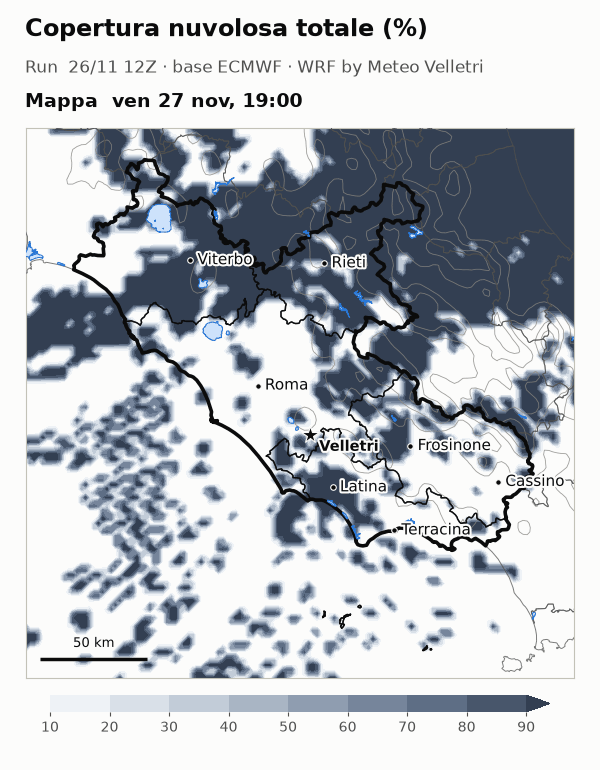 Copertura nuvolosa totale (%)
Run 26/11 12Z · base ECMWF · WRF by Meteo Velletri
Mappa ven 27 nov, 19:00
Viterbo
Rieti
Roma
Velletri
Frosinone
Cassino
Latina
Terracina
50 km
10 20 30 40 50 60 70 80 90